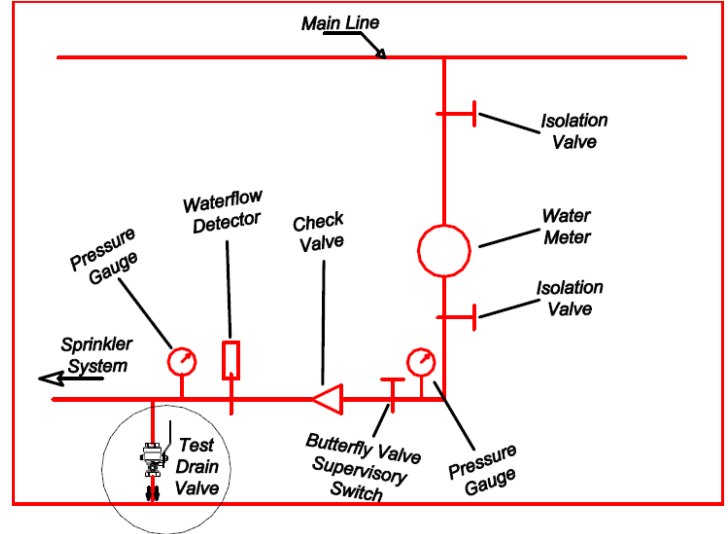 Main Line
Isolation
Valve
Waterflow
Detector
Check
Valve
Water
Meter
Pressure
Gauge
Isolation
Valve
Sprinkler
System
Test
Drain
Valve
Butterfly Valve
Supervisory
Switch
Pressure
Gauge